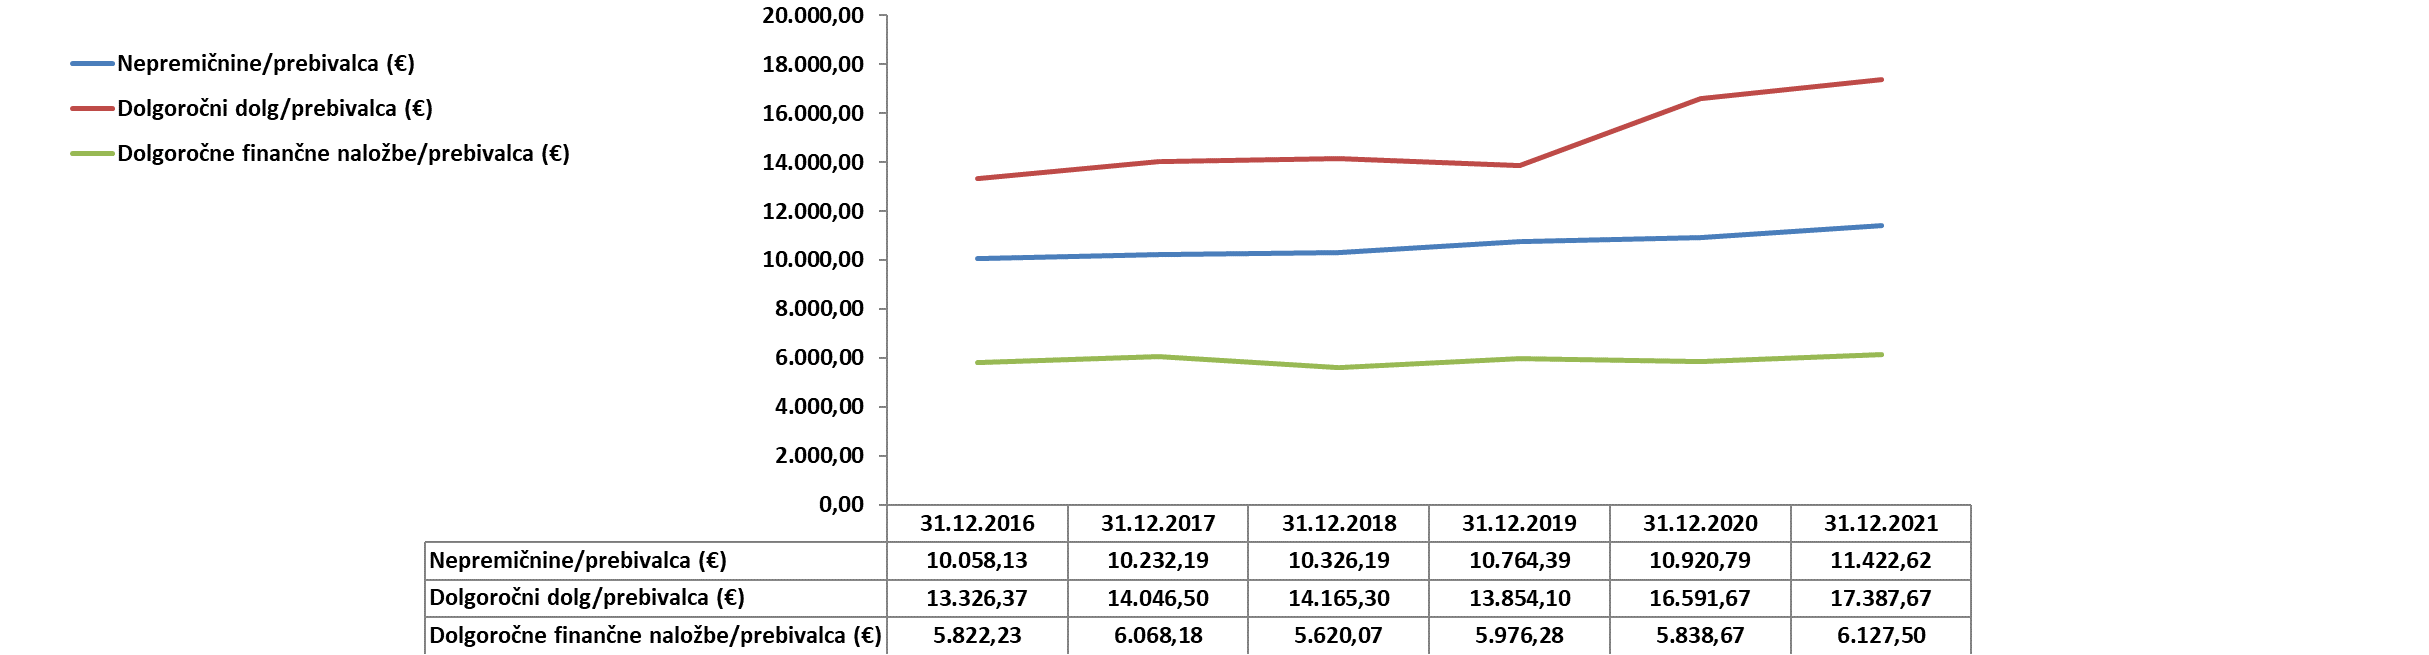 Nepremičnine/prebivalca (€)
Dolgoročni dolg/prebivalca (€)
Dolgoročne finančne naložbe/prebivalca (€)
20.000,00
18.000,00
16.000,00
14.000,00
12.000,00
10.000,00
8.000,00
6.000,00
4.000,00
2.000,00
0,00
31.12.2016 31.12.2017 31.12.2018 31.12.2019 31.12.2020 31.12.2021
Nepremičnine/prebivalca (€) 10.058,13 10.232,19 10.326,19 10.764,39 10.920,79 11.422,62
Dolgoročni dolg/prebivalca (€) 13.326,37 14.046,50 14.165,30 13.854,10 16.591,67 17.387,67
Dolgoročne finančne naložbe/prebivalca (€) 5.822,23 6.068,18 5.620,07 5.976,28 5.838,67 6.127,50